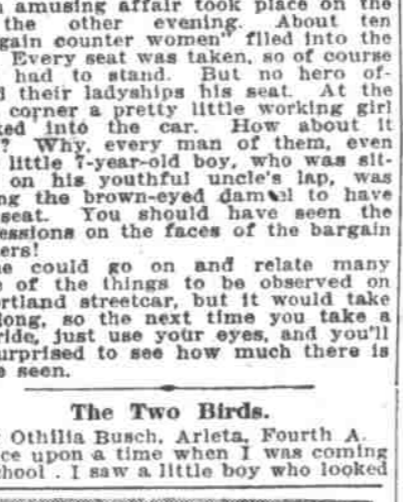 amusing affair took place on the
the other evening. About ten
gain counter women" filed into the
Every seat was taken, so of course
had to stand. But no hero of-
d their ladyships his seat. At the
corner a pretty little working girl
ked into the car. How about it
? Why, every man of them, even
little 7-year-old boy, who was sit-
on his youthful uncle's lap, was
ng the brown-eyed damsel to have
seat. You should have seen the
essions on the faces of the bargain
ers!
ne could go on and relate many
e of the things to be observed on
ortland streetcar, but it would take
long, so the next time you take a
ride, just use your eyes, and you'll
surprised to see how much there is
e seen.
The Two Birds.
Othilia Busch, Arleta, Fourth A.
ce upon a time when I was coming
chool . I saw a little boy who looked